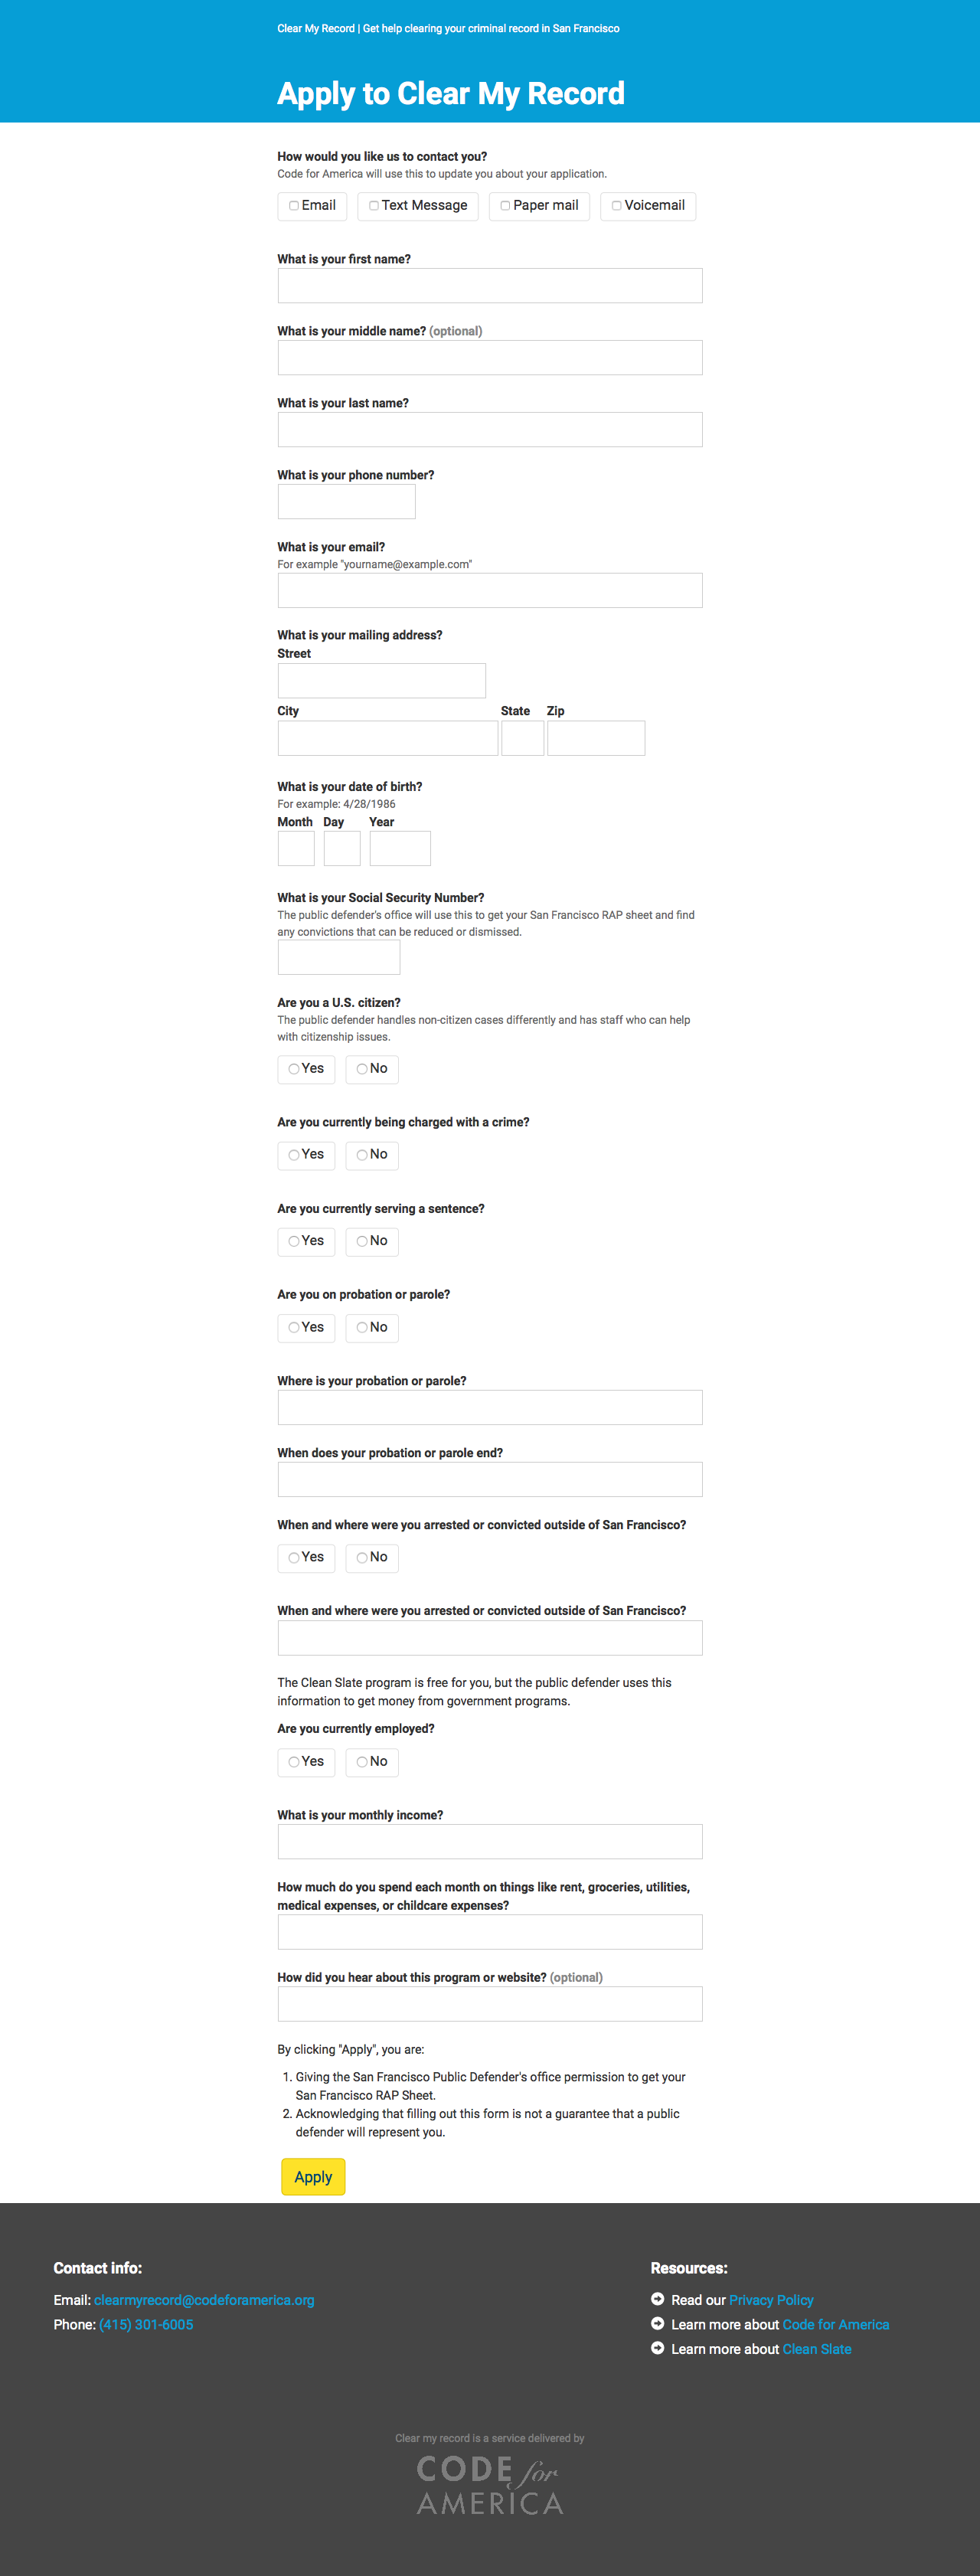 Clear My Record | Get help clearing your criminal record in San Francisco
Apply to Clear My Record
How would you like us to contact you?
Code for America will use this to update you about your application.
Email Text Message Paper mail Voicemail
What is your first name?
What is your middle name? (optional)
What is your last name?
What is your phone number?
What is your email?
For example "yourname@example.com"
What is your mailing address?
Street
City State Zip
What is your date of birth?
For example: 4/28/1986
Month Day Year
What is your Social Security Number?
The public defender's office will use this to get your San Francisco RAP sheet and find
any convictions that can be reduced or dismissed.
Are you a U.S. citizen?
The public defender handles non-citizen cases differently and has staff who can help
with citizenship issues.
Yes No
Are you currently being charged with a crime?
Yes No
Are you currently serving a sentence?
Yes No
Are you on probation or parole?
Yes No
Where is your probation or parole?
When does your probation or parole end?
When and where were you arrested or convicted outside of San Francisco?
Yes No
When and where were you arrested or convicted outside of San Francisco?
The Clean Slate program is free for you, but the public defender uses this
information to get money from government programs.
Are you currently employed?
Yes No
What is your monthly income?
How much do you spend each month on things like rent, groceries, utilities,
medical expenses, or childcare expenses?
How did you hear about this program or website? (optional)
By clicking "Apply", you are:
1. Giving the San Francisco Public Defender's office permission to get your
San Francisco RAP Sheet.
2. Acknowledging that filling out this form is not a guarantee that a public
defender will represent you.
Apply
Contact info:
Email: clearmyrecord@codeforamerica.org
Phone: (415) 301-6005
Resources:
Read our Privacy Policy
Learn more about Code for America
Learn more about Clean Slate
Clear my record is a service delivered by
CODE for
AMERICA